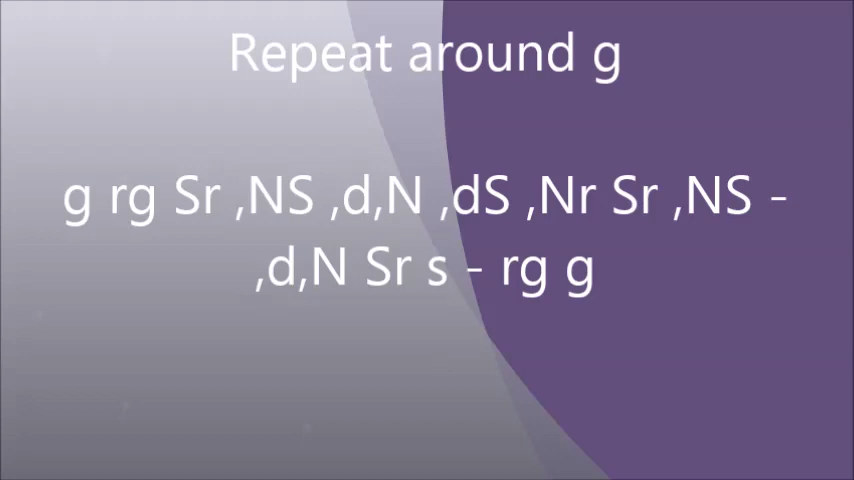 Repeat around g
g rg Sr ,NS ,d,N ,dS ,Nr Sr ,NS -
,d,N Sr s - rg g